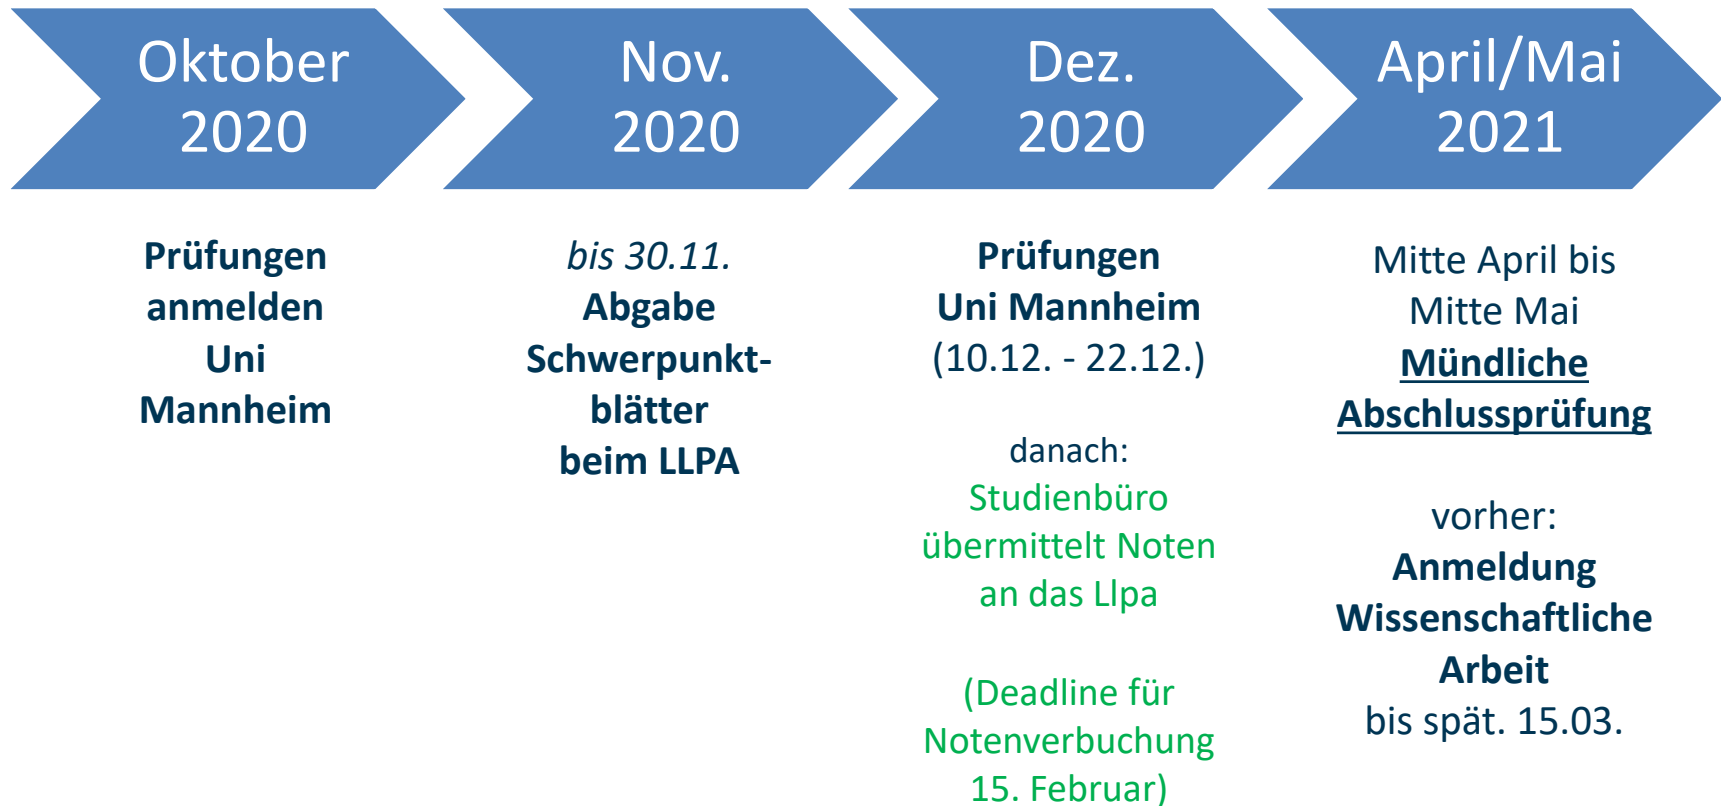 Oktober
2020
Nov.
2020
Dez.
2020
April/Mai
2021
Prüfungen
anmelden
Uni
Mannheim
bis 30.11.
Abgabe
Schwerpunkt-
blätter
beim LLPA
Prüfungen
Uni Mannheim
(10.12. - 22.12.)
danach:
Studienbüro
übermittelt Noten
an das Llpa
(Deadline für
Notenverbuchung
15. Februar)
Mitte April bis
Mitte Mai
Mündliche
Abschlussprüfung
vorher:
Anmeldung
Wissenschaftliche
Arbeit
bis spät. 15.03.